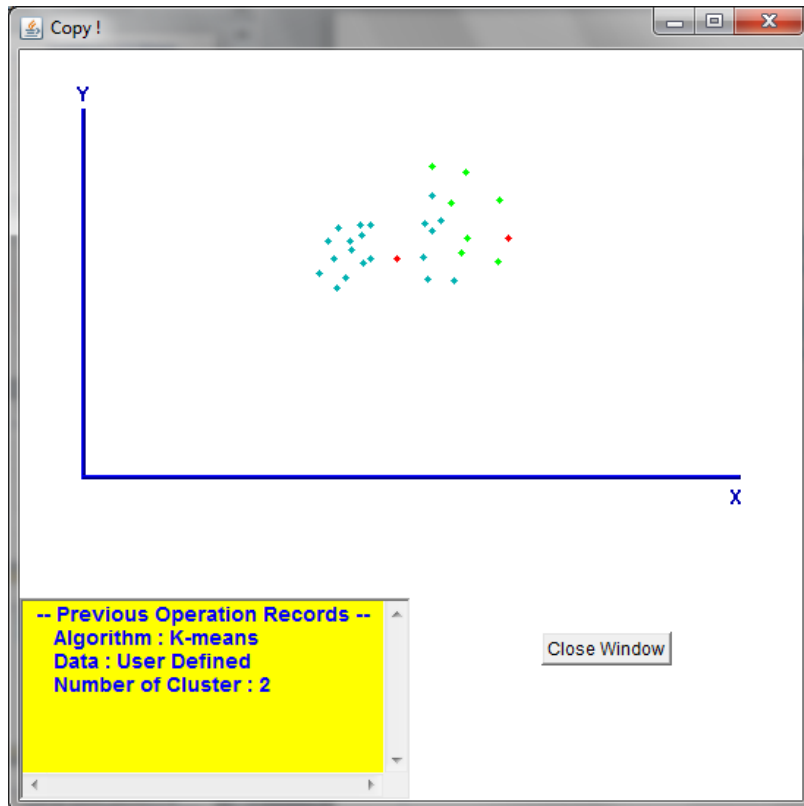 Copy !
Y
X
-- Previous Operation Records --
Algorithm : K-means
Data : User Defined
Number of Cluster : 2
Close Window